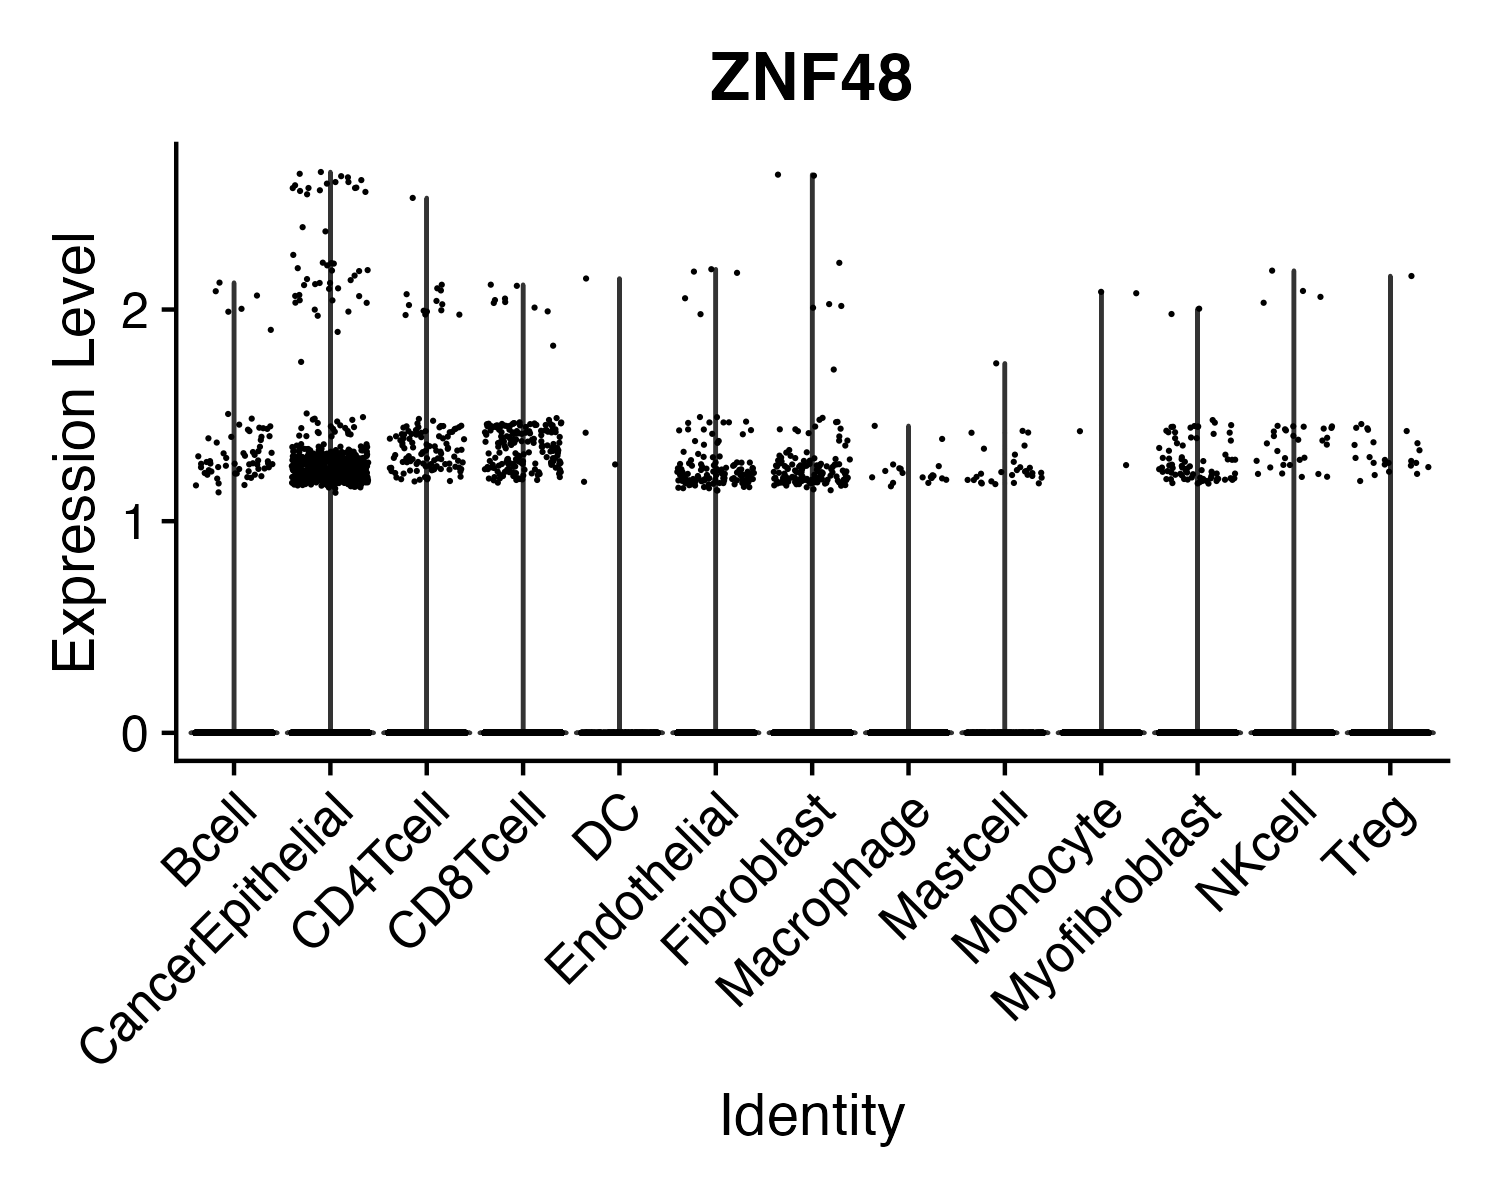 ZNF48
Expression Level
2
1
0
Bcell
CancerEpithelial
CD4Tcell
CD8Tcell
DC
Endothelial
Fibroblast
Macrophage
Mastcell
Monocyte
Myofibroblast
NKcell
Treg
Identity